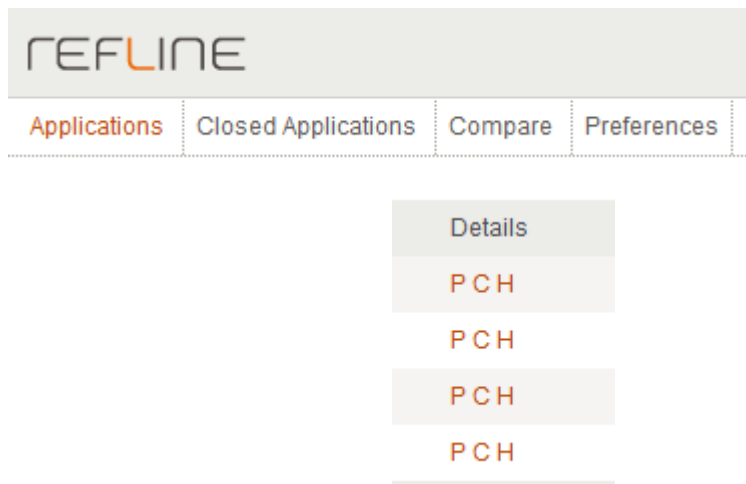 REFLINE
Applications Closed Applications Compare Preferences
Details
P C H
P C H
P C H
P C H